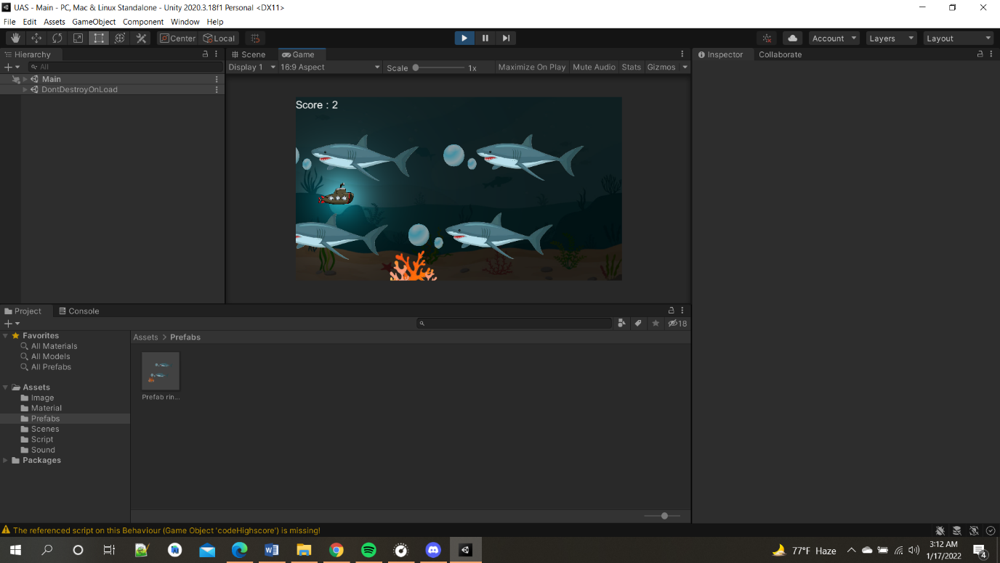 UAS - Main - PC, Mac & Linux Standalone - Unity 2020.3.18f1 Personal <DX11>
File Edit Assets GameObject Component Window Help
Center Local Account Layers Layout
Hierarchy Scene Game Inspector Collaborate
All Display 1 16:9 Aspect Scale 1x Maximize On Play Mute Audio Stats Gizmos
Main
DontDestroyOnLoad
Score : 2
Project Console
18
Favorites
All Materials
All Models
All Prefabs
Assets
Image
Material
Prefabs
Scenes
Script
Sound
Packages
Assets > Prefabs
Prefab rin...
The referenced script on this Behaviour (Game Object 'codeHighscore') is missing!
77°F Haze
3:12 AM
1/17/2022
4